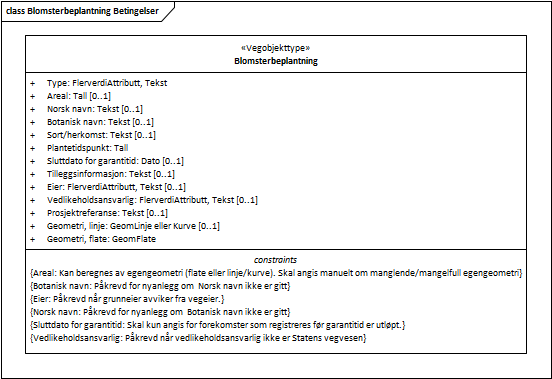 class Blomsterbeplantning Betingelser
«Vegobjekttype»
Blomsterbeplantning
+ Type: FlerverdiAttributt, Tekst
+ Areal: Tall [0..1]
+ Norsk navn: Tekst [0..1]
+ Botanisk navn: Tekst [0..1]
+ Sort/herkomst: Tekst [0..1]
+ Plantetidspunkt: Tall
+ Sluttdato for garantitid: Dato [0..1]
+ Tilleggsinformasjon: Tekst [0..1]
+ Eier: FlerverdiAttributt, Tekst [0..1]
+ Vedlikeholdsansvarlig: FlerverdiAttributt, Tekst [0..1]
+ Prosjektreferanse: Tekst [0..1]
+ Geometri, linje: GeomLinje eller Kurve [0..1]
+ Geometri, flate: GeomFlate
constraints
{Areal: Kan beregnes av egengeometri (flate eller linje/kurve). Skal angis manuelt om manglende/mangelfull egengeometri}
{Botanisk navn: Påkrevd for nyanlegg om  Norsk navn ikke er gitt}
{Eier: Påkrevd når grunneier avviker fra vegeier.}
{Norsk navn: Påkrevd for nyanlegg om  Botanisk navn ikke er gitt}
{Sluttdato for garantitid: Skal kun angis for forekomster som registreres før garantitid er utløpt.}
{Vedlikeholdsansvarlig: Påkrevd når vedlikeholdsansvarlig ikke er Statens vegvesen}